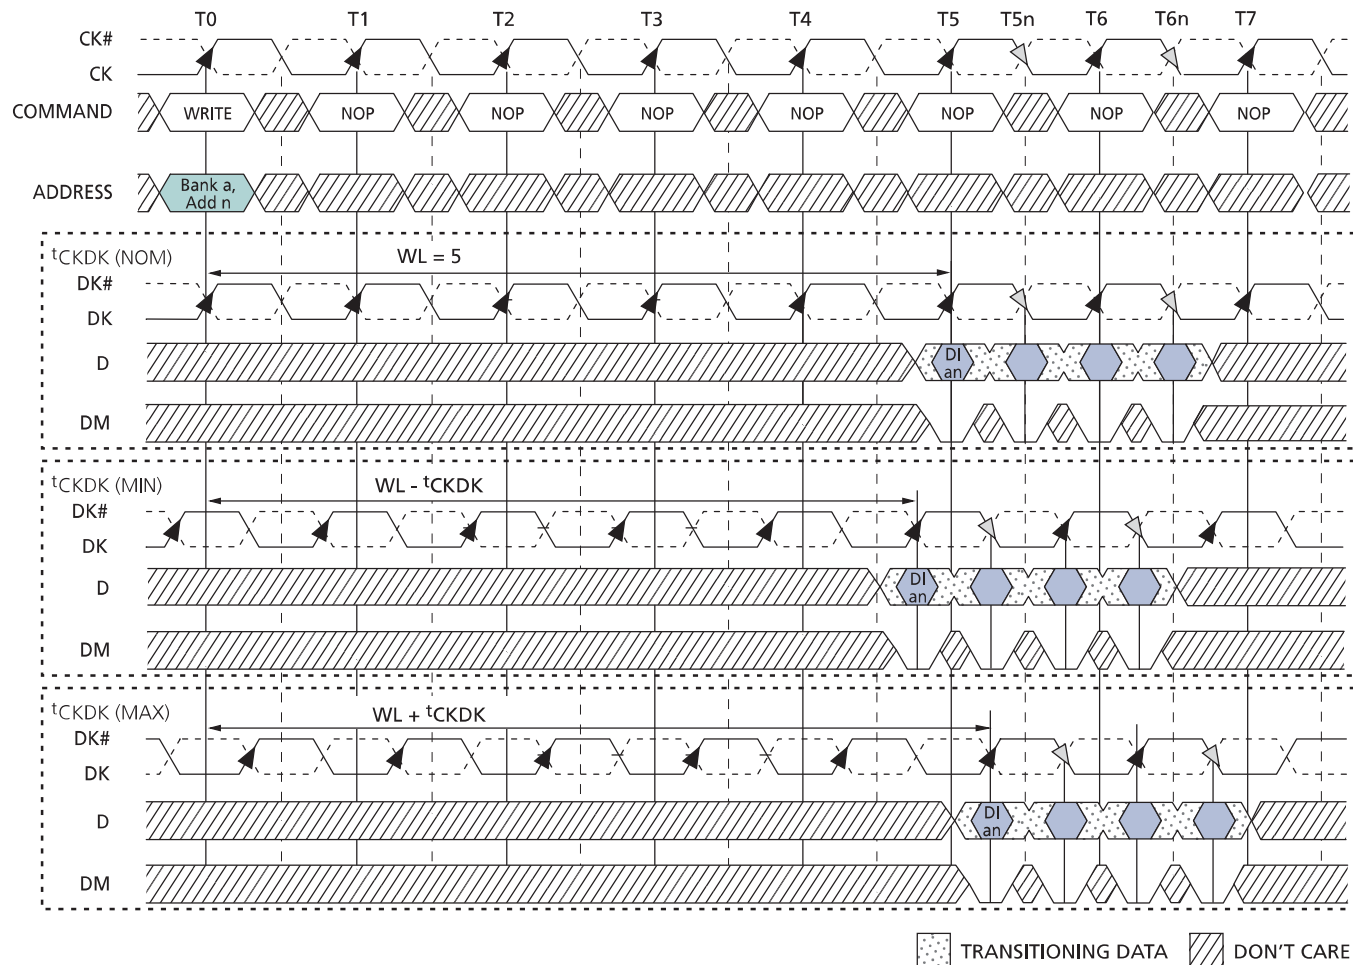 T0 T1 T2 T3 T4 T5 T5n T6 T6n T7
CK#
CK
COMMAND WRITE NOP NOP NOP NOP NOP NOP NOP
ADDRESS Bank a,
Add n
tCKDK (NOM) WL = 5
DK#
DK
D DI
an
DM
tCKDK (MIN) WL - tCKDK
DK#
DK
D DI
an
DM
tCKDK (MAX) WL + tCKDK
DK#
DK
D DI
an
DM
TRANSITIONING DATA DON'T CARE